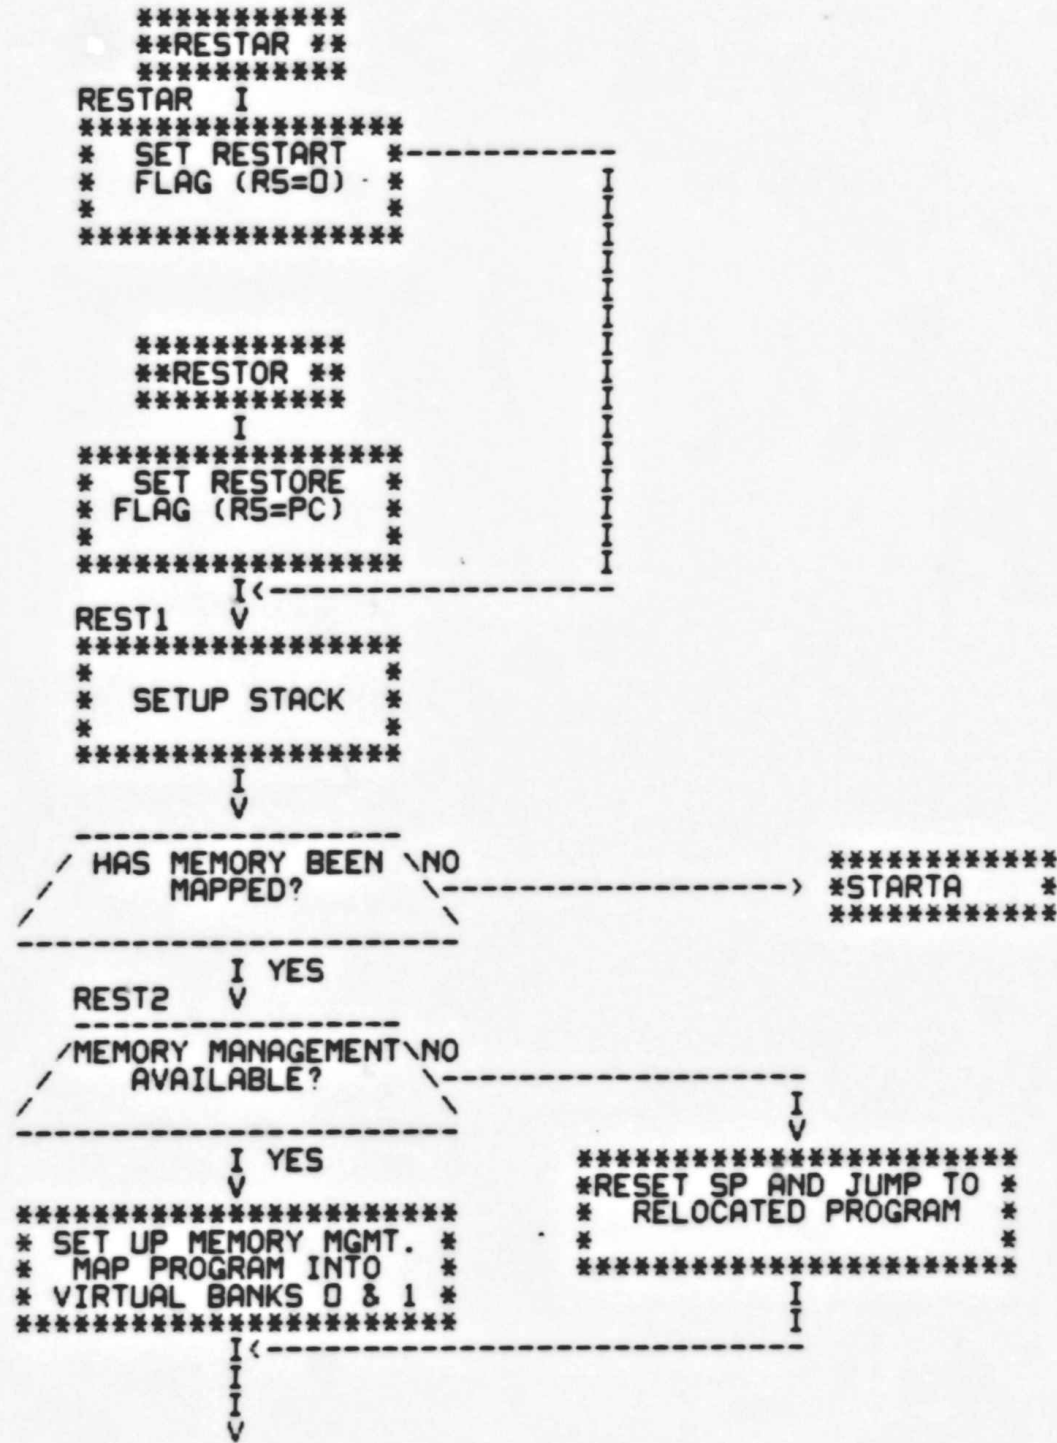 ***********
**RESTAR **
***********
RESTAR I
*****************
* SET RESTART *-----------
* FLAG (R5=0) * I
* * I
***************** I
I
I
I
*********** I
**RESTOR ** I
*********** I
I I
***************** I
* SET RESTORE * I
* FLAG (R5=PC) * I
* * I
***************** I
I<------------------
REST1 V
*****************
* *
* SETUP STACK *
* *
*****************
I
V
-----------------
/ HAS MEMORY BEEN \NO ************
/ MAPPED? \------------------> *STARTA *
/ \ ************
-----------------------
I YES
REST2 V
-----------------
/MEMORY MANAGEMENT\NO
/ AVAILABLE? \-------------------
/ \ I
----------------------- V
I YES ***********************
V *RESET SP AND JUMP TO *
*********************** * RELOCATED PROGRAM *
* SET UP MEMORY MGMT. * * *
* MAP PROGRAM INTO * ***********************
* VIRTUAL BANKS 0 & 1 * I
*********************** I
I<----------------------------
I
I
V